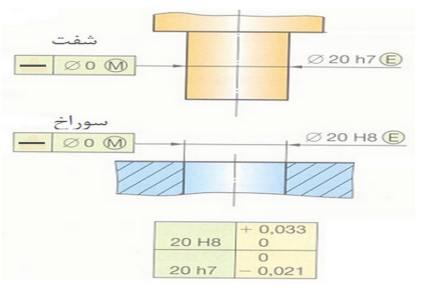 شفت
— ⌀ 0 Ⓜ
⌀ 20 h7 Ⓔ
سوراخ
— ⌀ 0 Ⓜ
⌀ 20 H8 Ⓔ
20 H8 + 0,033
0
20 h7 0
− 0,021